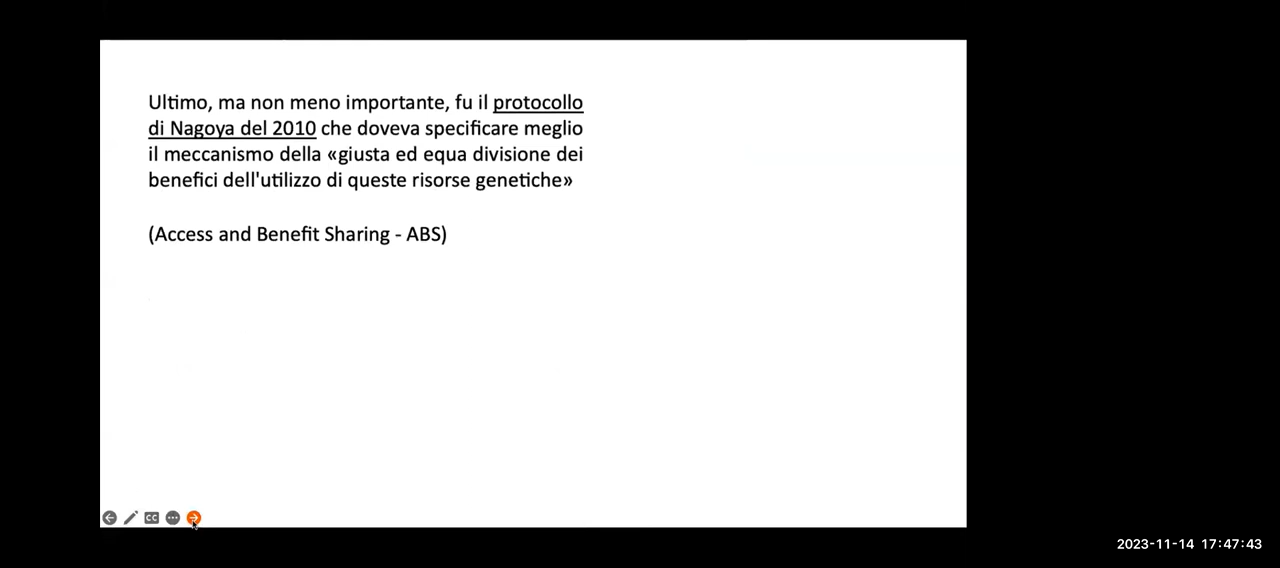 Ultimo, ma non meno importante, fu il protocollo
di Nagoya del 2010 che doveva specificare meglio
il meccanismo della «giusta ed equa divisione dei
benefici dell'utilizzo di queste risorse genetiche»
(Access and Benefit Sharing - ABS)
CC
2023-11-14 17:47:43